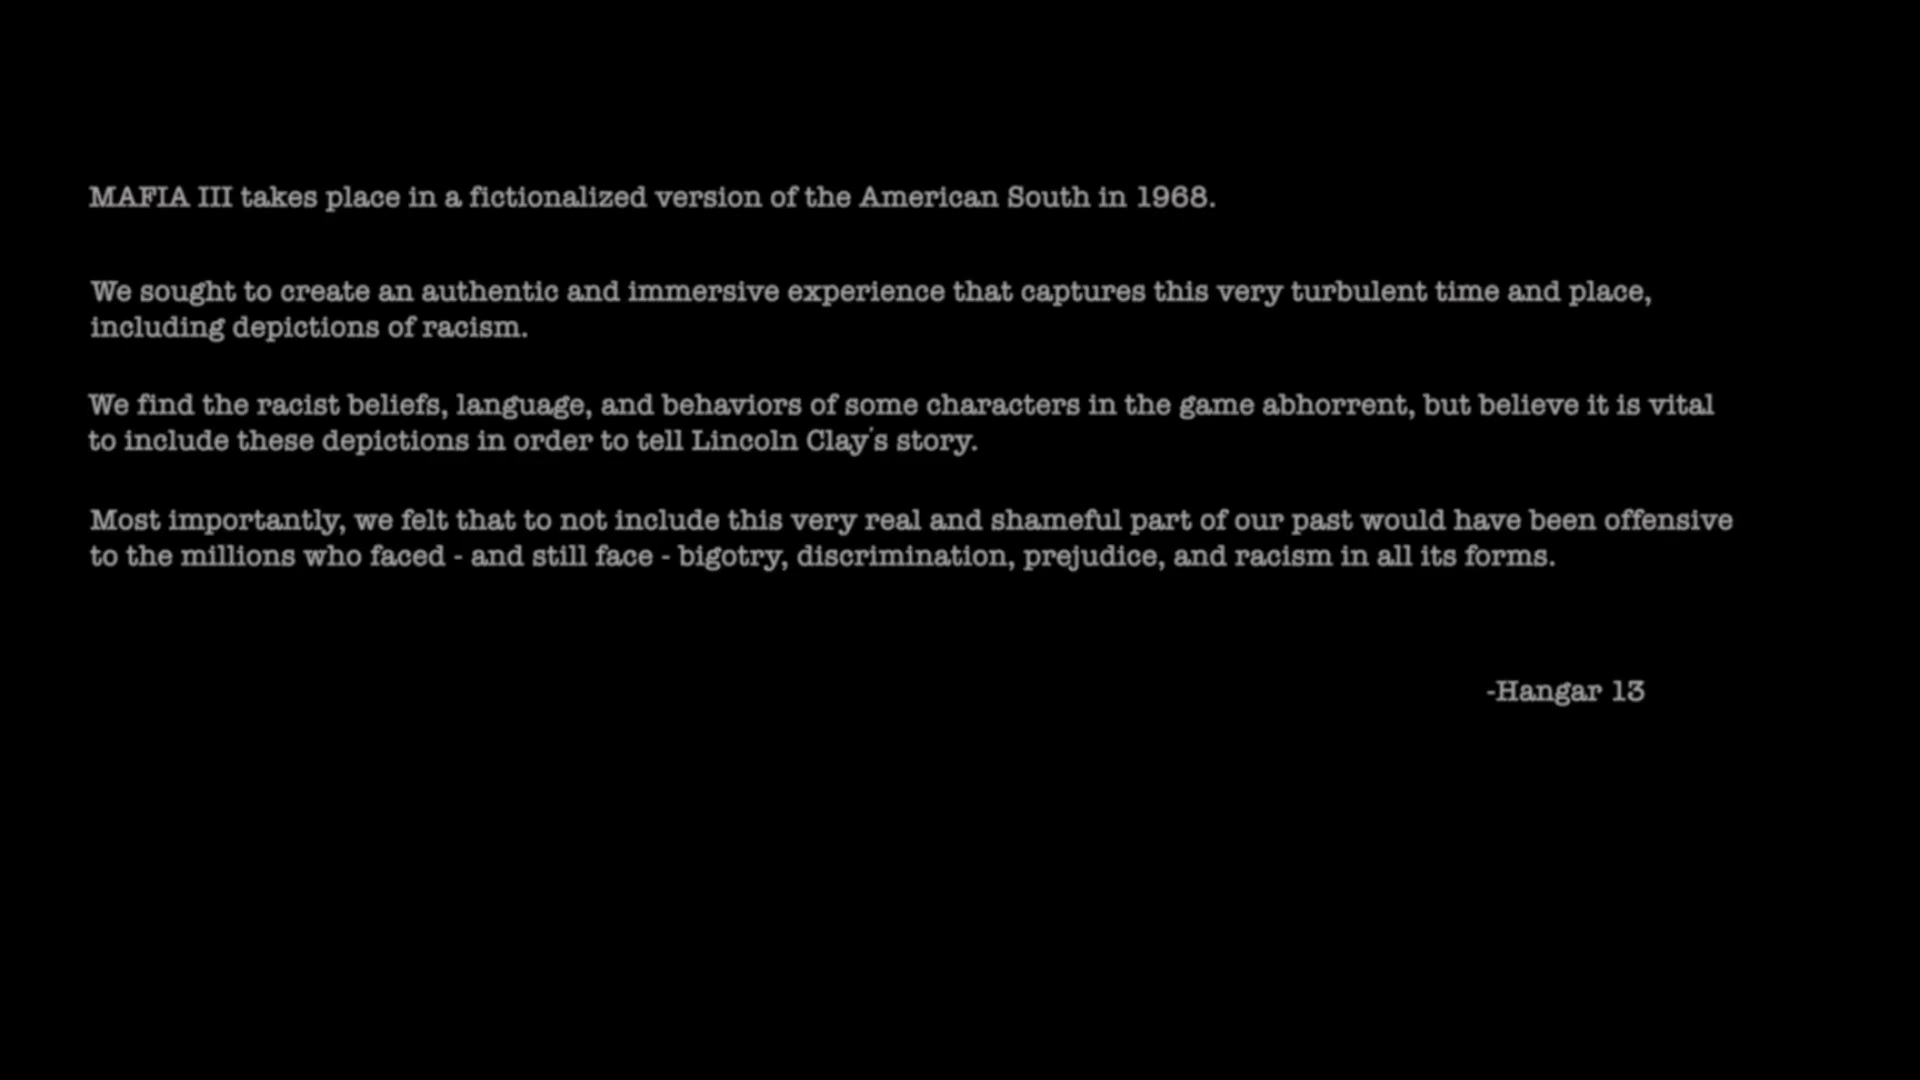 MAFIA III takes place in a fictionalized version of the American South in 1968.
We sought to create an authentic and immersive experience that captures this very turbulent time and place,
including depictions of racism.
We find the racist beliefs, language, and behaviors of some characters in the game abhorrent, but believe it is vital
to include these depictions in order to tell Lincoln Clay's story.
Most importantly, we felt that to not include this very real and shameful part of our past would have been offensive
to the millions who faced - and still face - bigotry, discrimination, prejudice, and racism in all its forms.
-Hangar 13